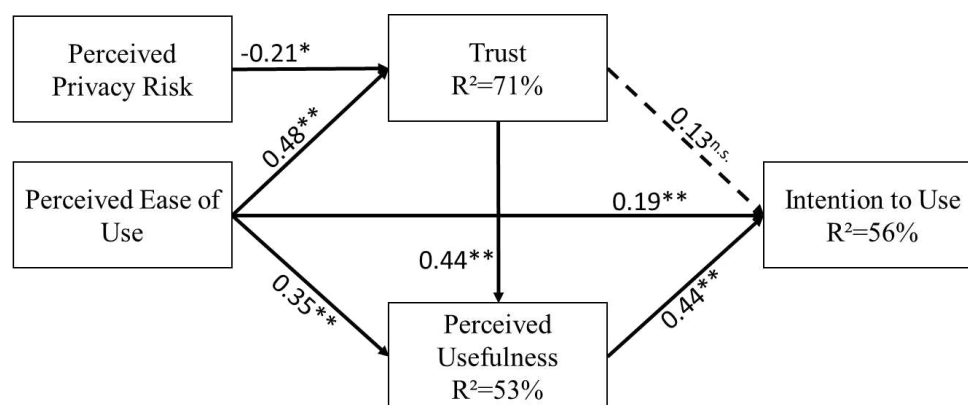 Perceived
Privacy Risk
-0.21*
Trust
R²=71%
0.48**
0.13n.s.
Perceived Ease of
Use
0.19**
Intention to Use
R²=56%
0.44**
0.35**
0.44**
Perceived
Usefulness
R²=53%